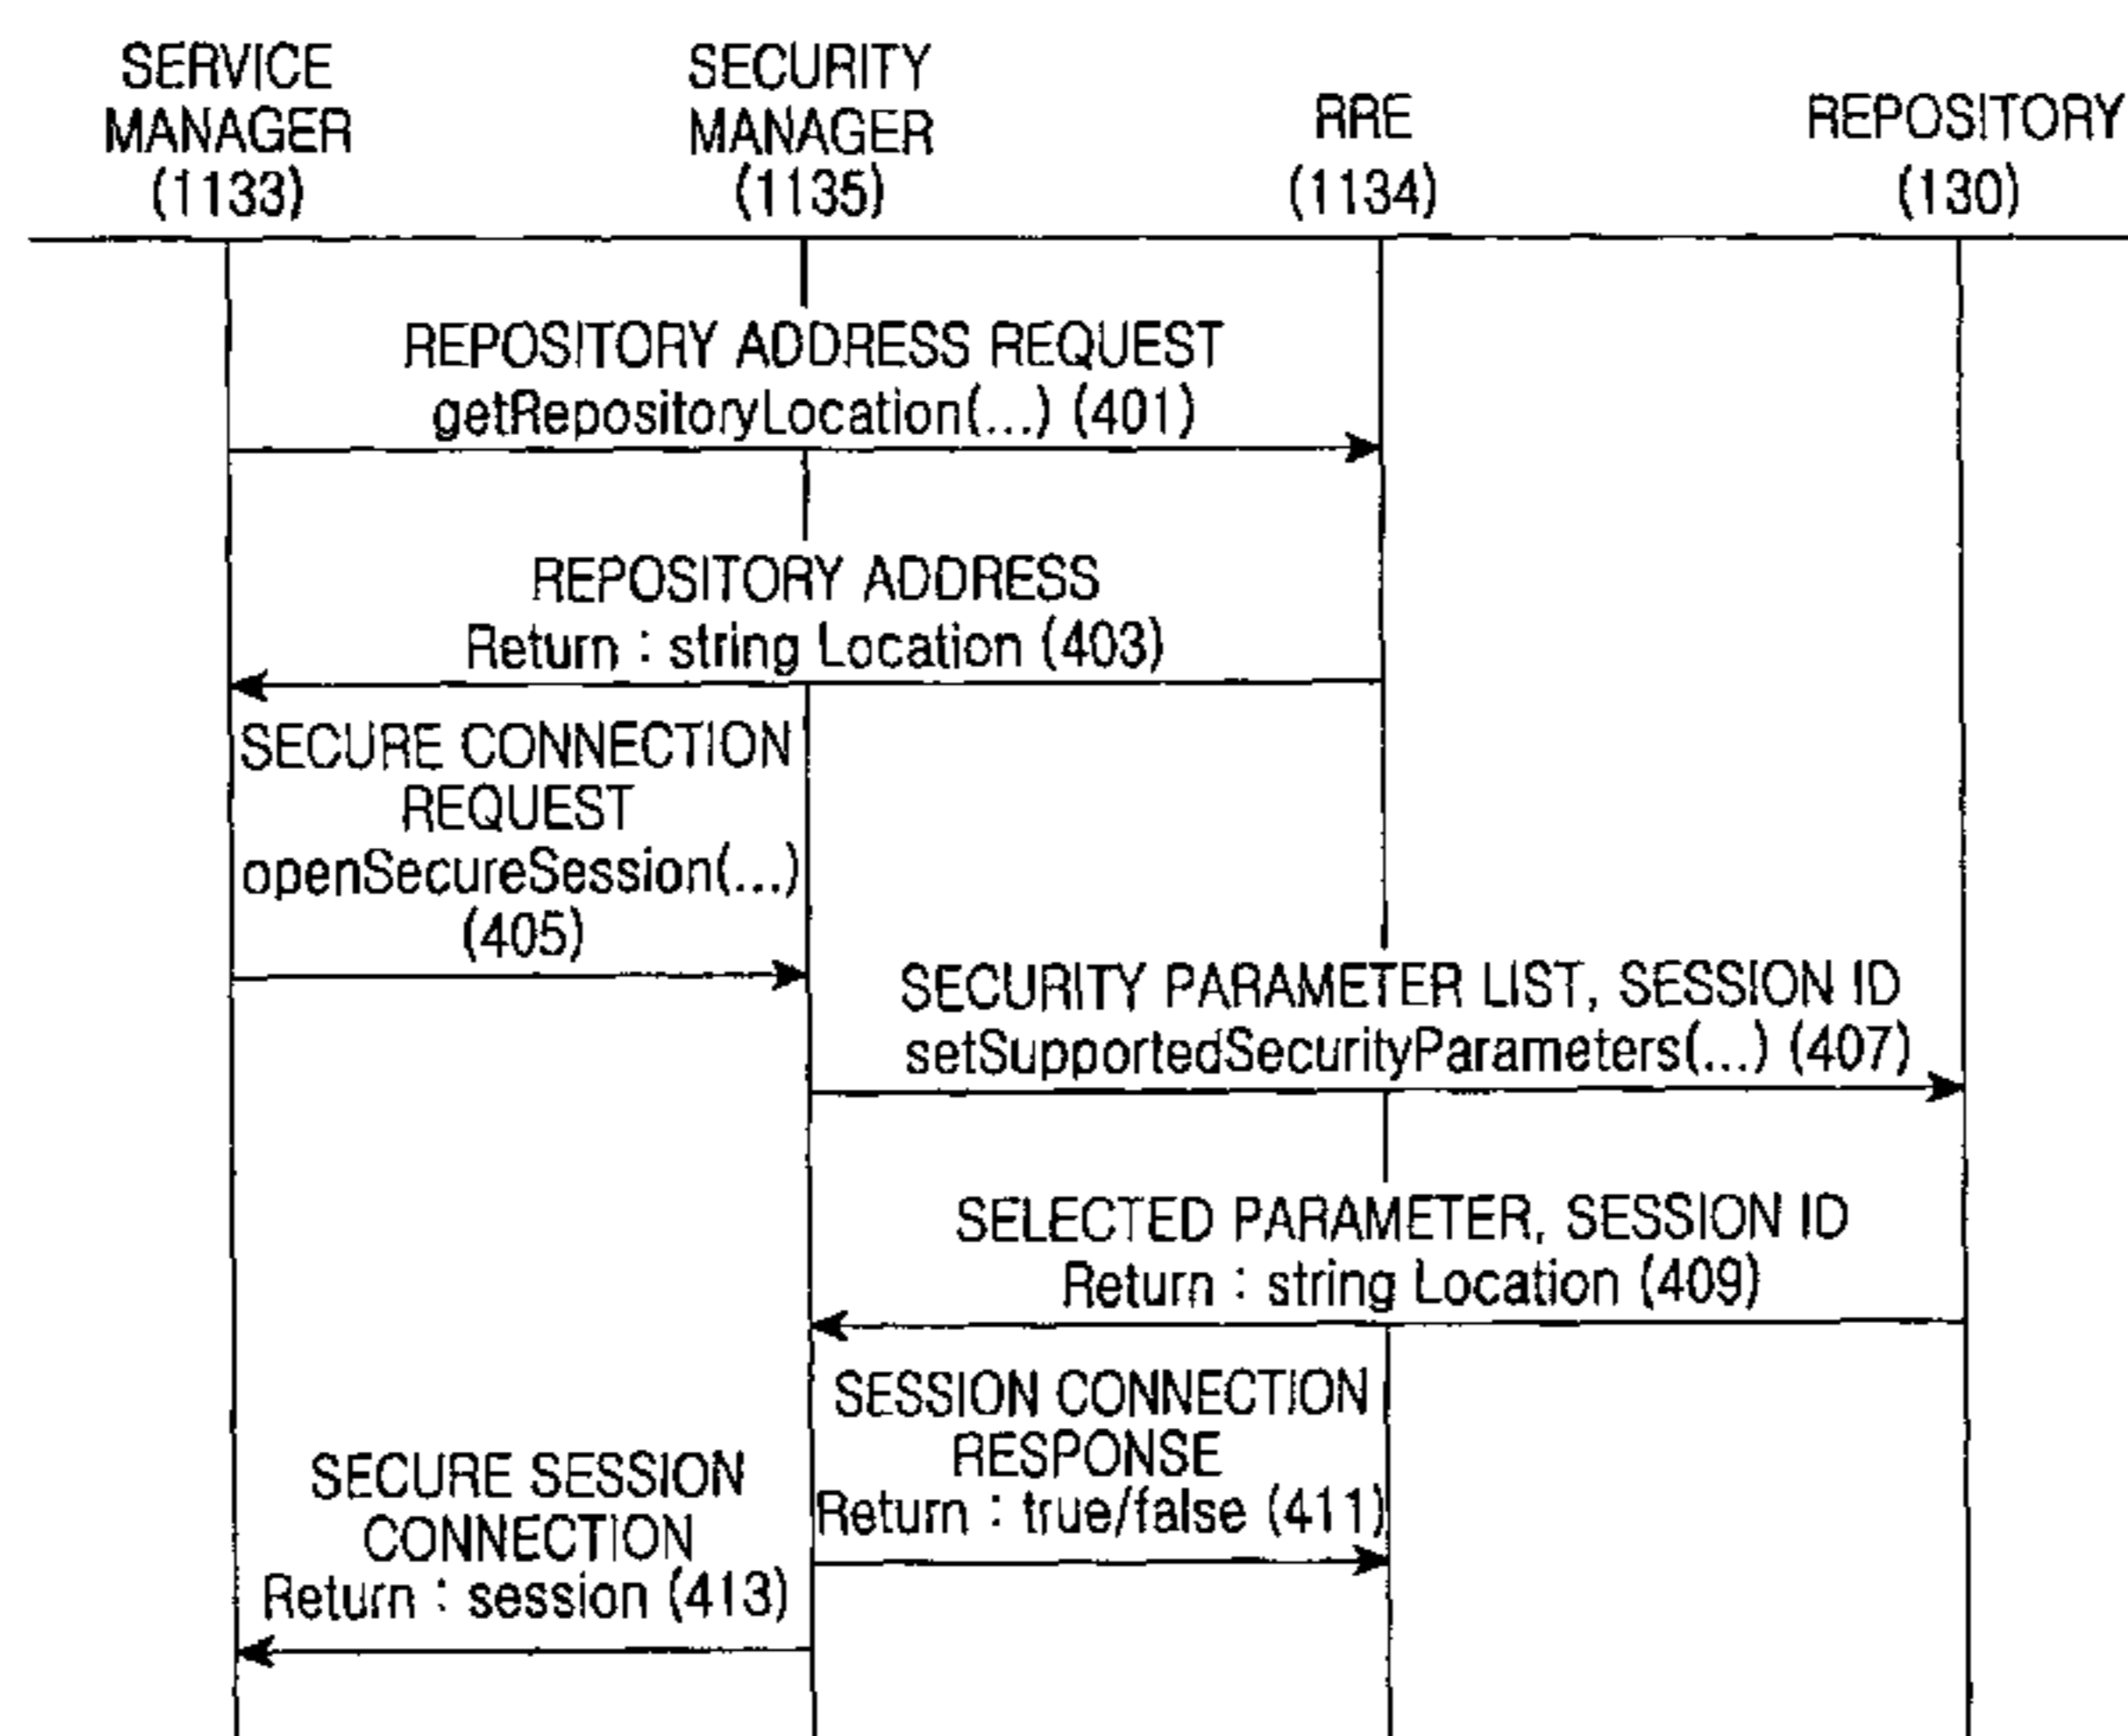 SERVICE
MANAGER
(1133)
SECURITY
MANAGER
(1135)
RRE
(1134)
REPOSITORY
(130)
REPOSITORY ADDRESS REQUEST
getRepositoryLocation(...) (401)
REPOSITORY ADDRESS
Return : string Location (403)
SECURE CONNECTION
REQUEST
openSecureSession(...)
(405)
SECURITY PARAMETER LIST, SESSION ID
setSupportedSecurityParameters(...) (407)
SELECTED PARAMETER, SESSION ID
Return : string Location (409)
SESSION CONNECTION
RESPONSE
Return : true/false (411)
SECURE SESSION
CONNECTION
Return : session (413)